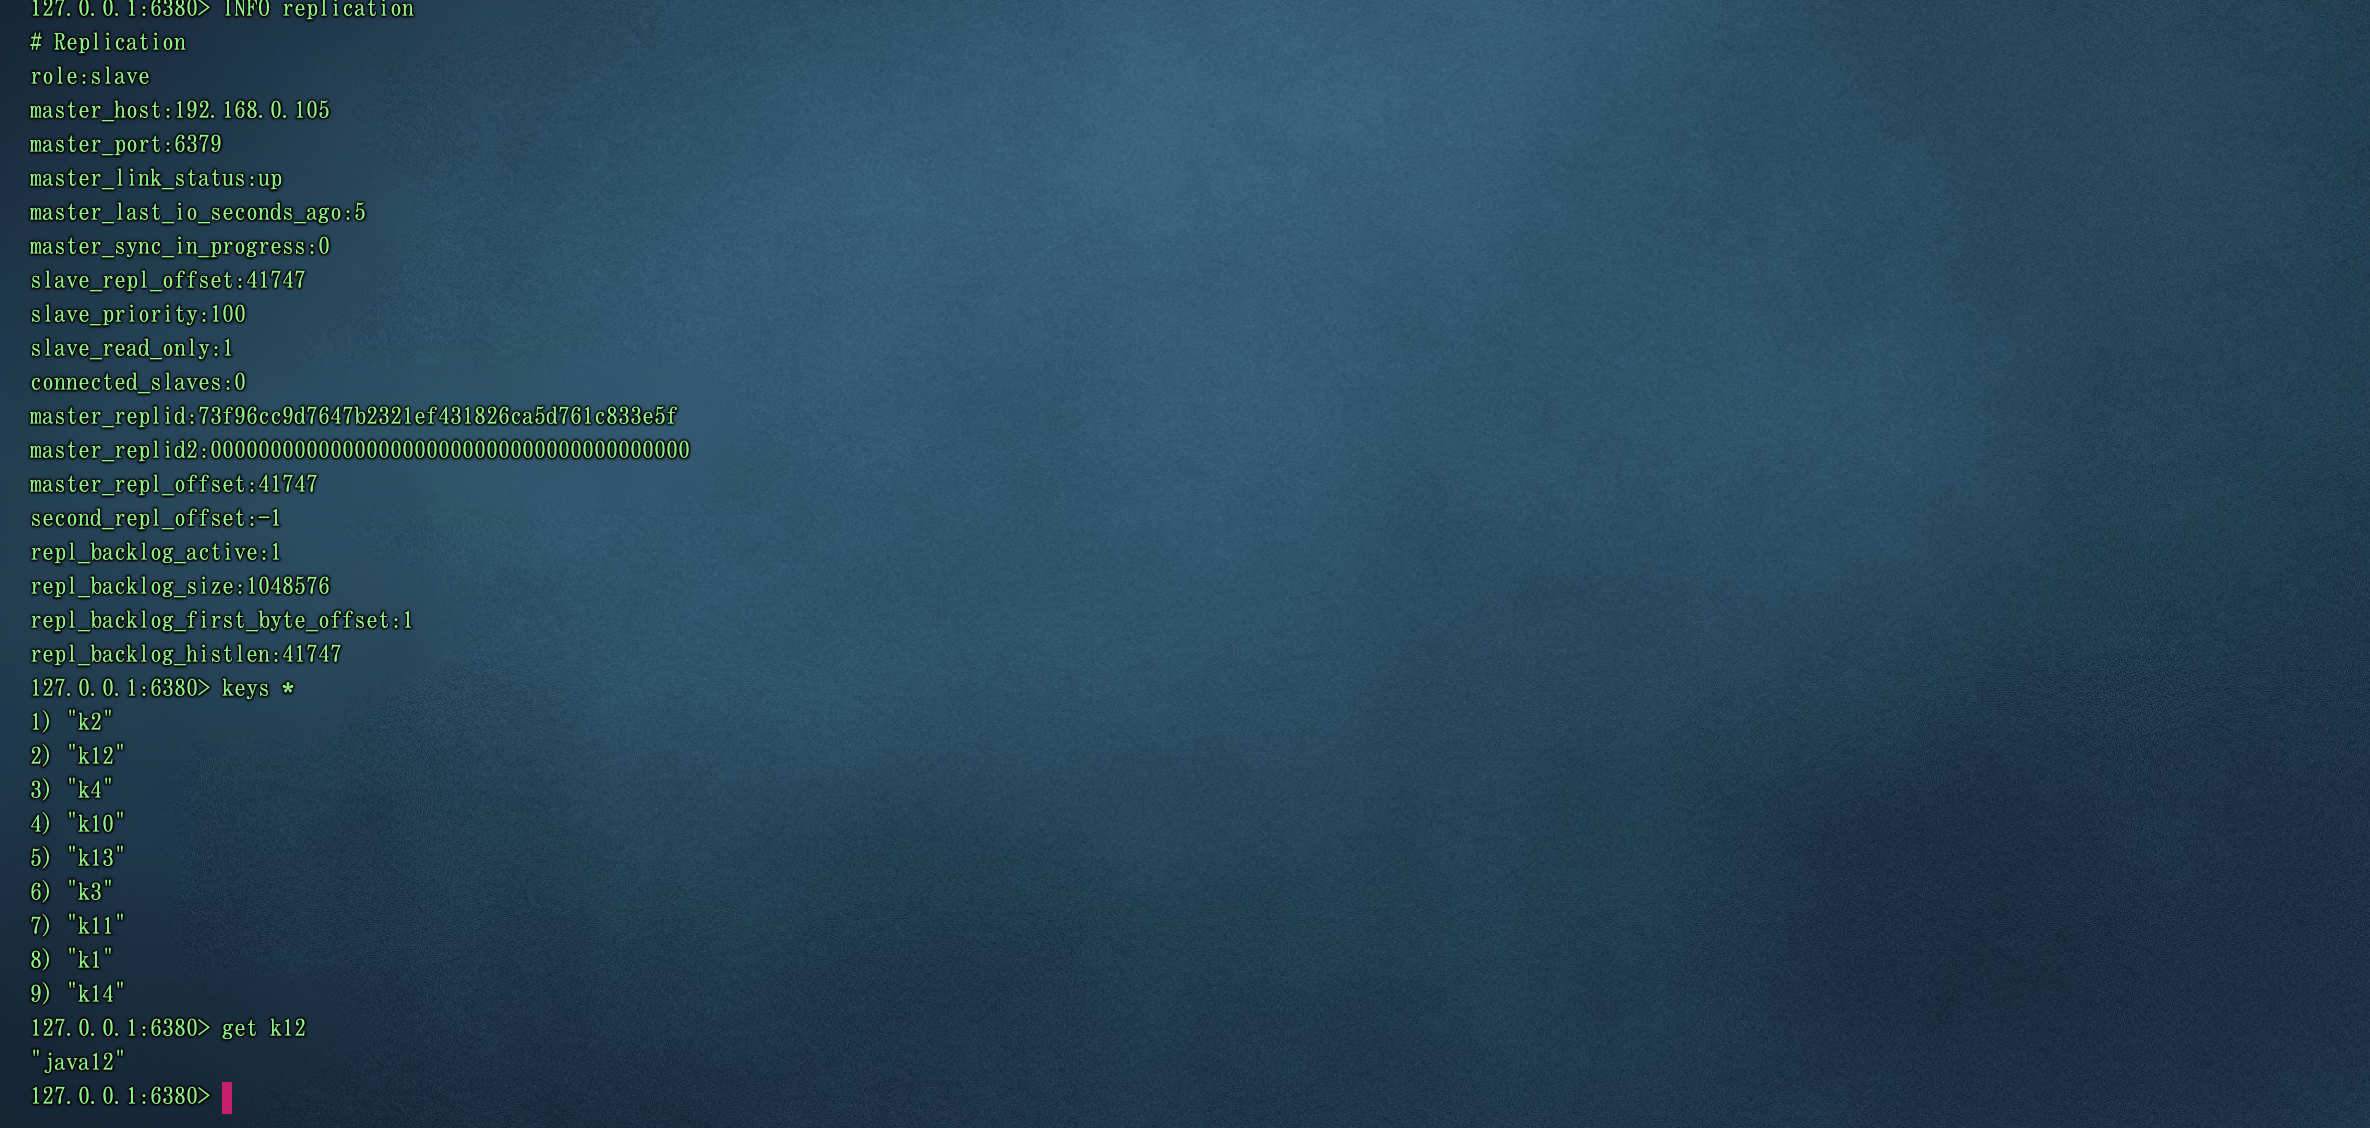 127.0.0.1:6380> INFO replication
# Replication
role:slave
master_host:192.168.0.105
master_port:6379
master_link_status:up
master_last_io_seconds_ago:5
master_sync_in_progress:0
slave_repl_offset:41747
slave_priority:100
slave_read_only:1
connected_slaves:0
master_replid:73f96cc9d7647b2321ef431826ca5d761c833e5f
master_replid2:0000000000000000000000000000000000000000
master_repl_offset:41747
second_repl_offset:-1
repl_backlog_active:1
repl_backlog_size:1048576
repl_backlog_first_byte_offset:1
repl_backlog_histlen:41747
127.0.0.1:6380> keys *
1) "k2"
2) "k12"
3) "k4"
4) "k10"
5) "k13"
6) "k3"
7) "k11"
8) "k1"
9) "k14"
127.0.0.1:6380> get k12
"java12"
127.0.0.1:6380>